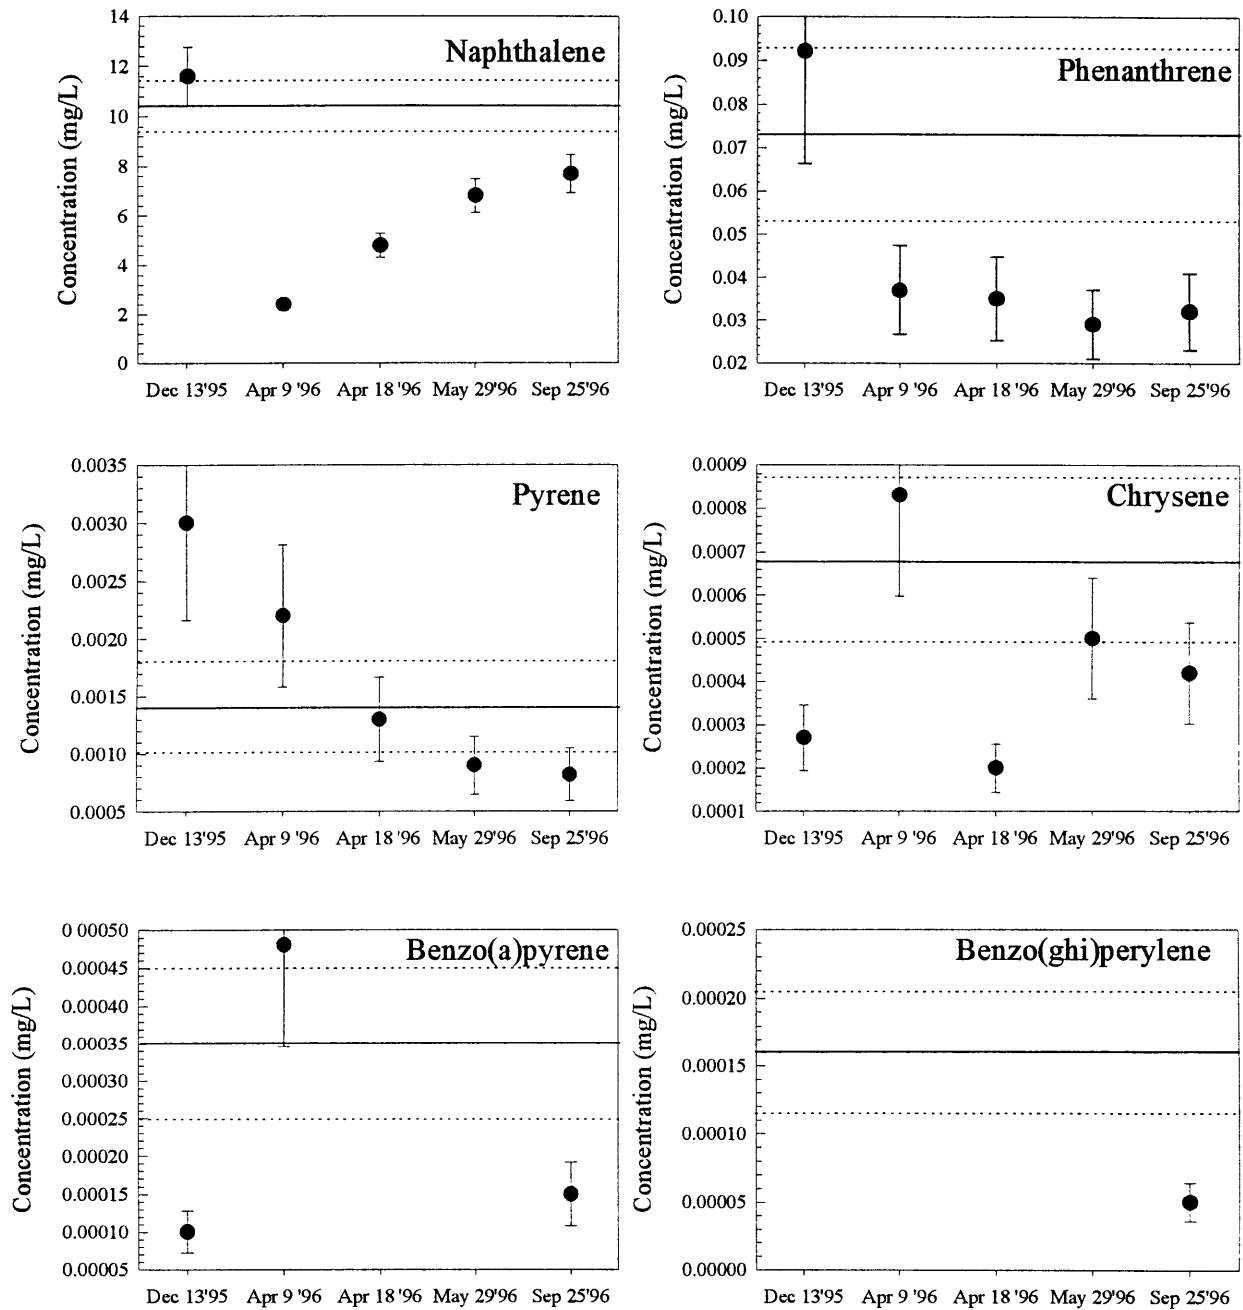 Naphthalene
Concentration (mg/L)
14
12
10
8
6
4
2
0
Dec 13'95 Apr 9 '96 Apr 18 '96 May 29'96 Sep 25'96
Phenanthrene
Concentration (mg/L)
0.10
0.09
0.08
0.07
0.06
0.05
0.04
0.03
0.02
Dec 13'95 Apr 9 '96 Apr 18 '96 May 29'96 Sep 25'96
Pyrene
Concentration (mg/L)
0.0035
0.0030
0.0025
0.0020
0.0015
0.0010
0.0005
Dec 13'95 Apr 9 '96 Apr 18 '96 May 29'96 Sep 25'96
Chrysene
Concentration (mg/L)
0.0009
0.0008
0.0007
0.0006
0.0005
0.0004
0.0003
0.0002
0.0001
Dec 13'95 Apr 9 '96 Apr 18 '96 May 29'96 Sep 25'96
Benzo(a)pyrene
Concentration (mg/L)
0 00050
0.00045
0.00040
0.00035
0.00030
0.00025
0.00020
0.00015
0.00010
0.00005
Dec 13'95 Apr 9 '96 Apr 18 '96 May 29'96 Sep 25'96
Benzo(ghi)perylene
Concentration (mg/L)
0.00025
0.00020
0.00015
0.00010
0.00005
0.00000
Dec 13'95 Apr 9 '96 Apr 18 '96 May 29'96 Sep 25'96